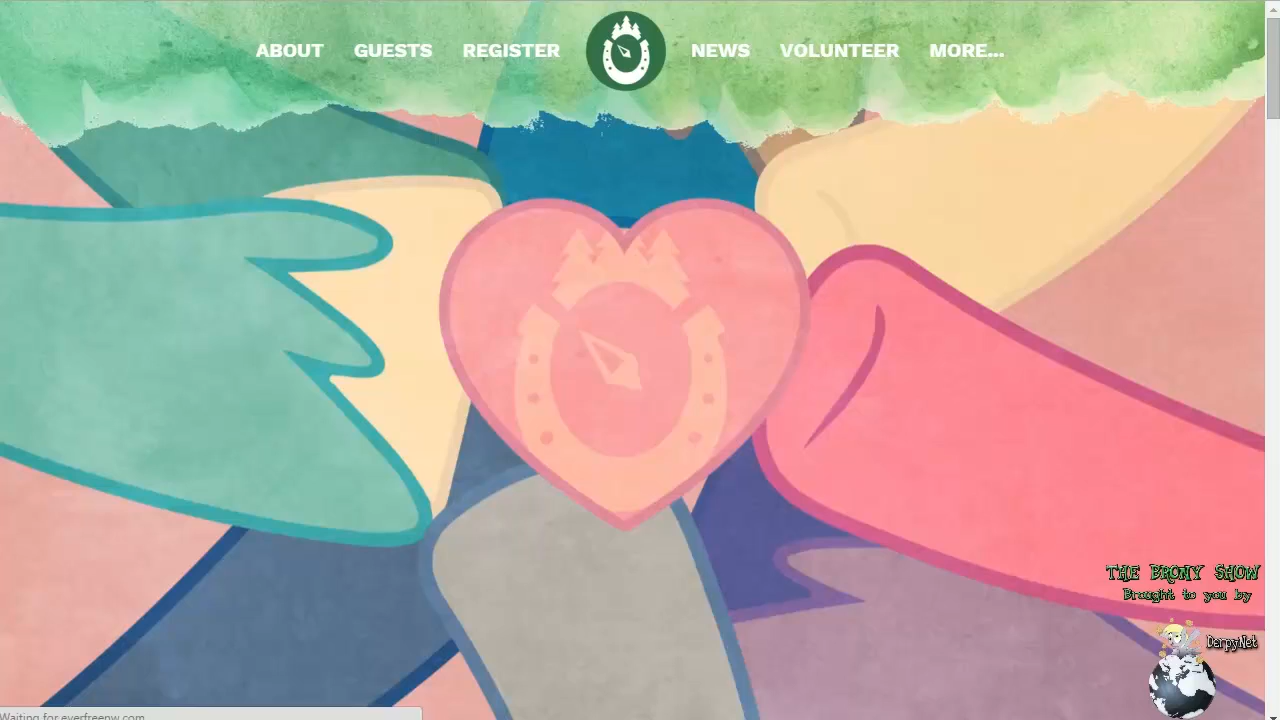 ABOUT GUESTS REGISTER NEWS VOLUNTEER MORE...
THE BRONY SHOW
Brought to you by
DerpyNet
Waiting for everfreenw.com